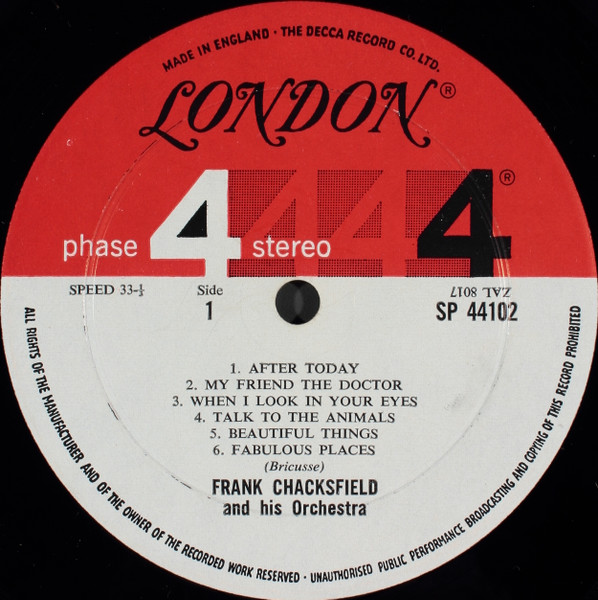 MADE IN ENGLAND · THE DECCA RECORD CO. LTD.
LONDON®
phase 4 stereo 4 4 4®
SPEED 33-⅓
Side
1
ZAL 8017
SP 44102
1. AFTER TODAY
2. MY FRIEND THE DOCTOR
3. WHEN I LOOK IN YOUR EYES
4. TALK TO THE ANIMALS
5. BEAUTIFUL THINGS
6. FABULOUS PLACES
(Bricusse)
FRANK CHACKSFIELD
and his Orchestra
ALL RIGHTS OF THE MANUFACTURER AND OF THE OWNER OF THE RECORDED WORK RESERVED · UNAUTHORISED PUBLIC PERFORMANCE BROADCASTING AND COPYING OF THIS RECORD PROHIBITED